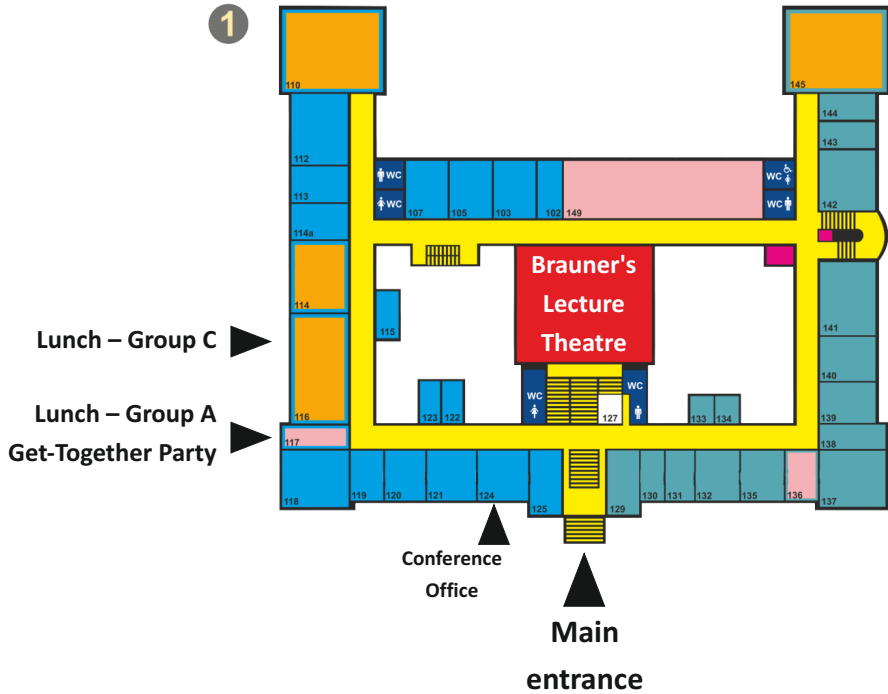 1
110
145
144
143
142
112
113
114a
114
116
117
118
WC
WC
107
105
103
102
149
WC
WC
Brauner's
Lecture
Theatre
115
141
140
139
138
137
Lunch – Group C
Lunch – Group A
Get-Together Party
123
122
WC
WC
127
133
134
119
120
121
124
125
129
130
131
132
135
136
Conference
Office
Main
entrance